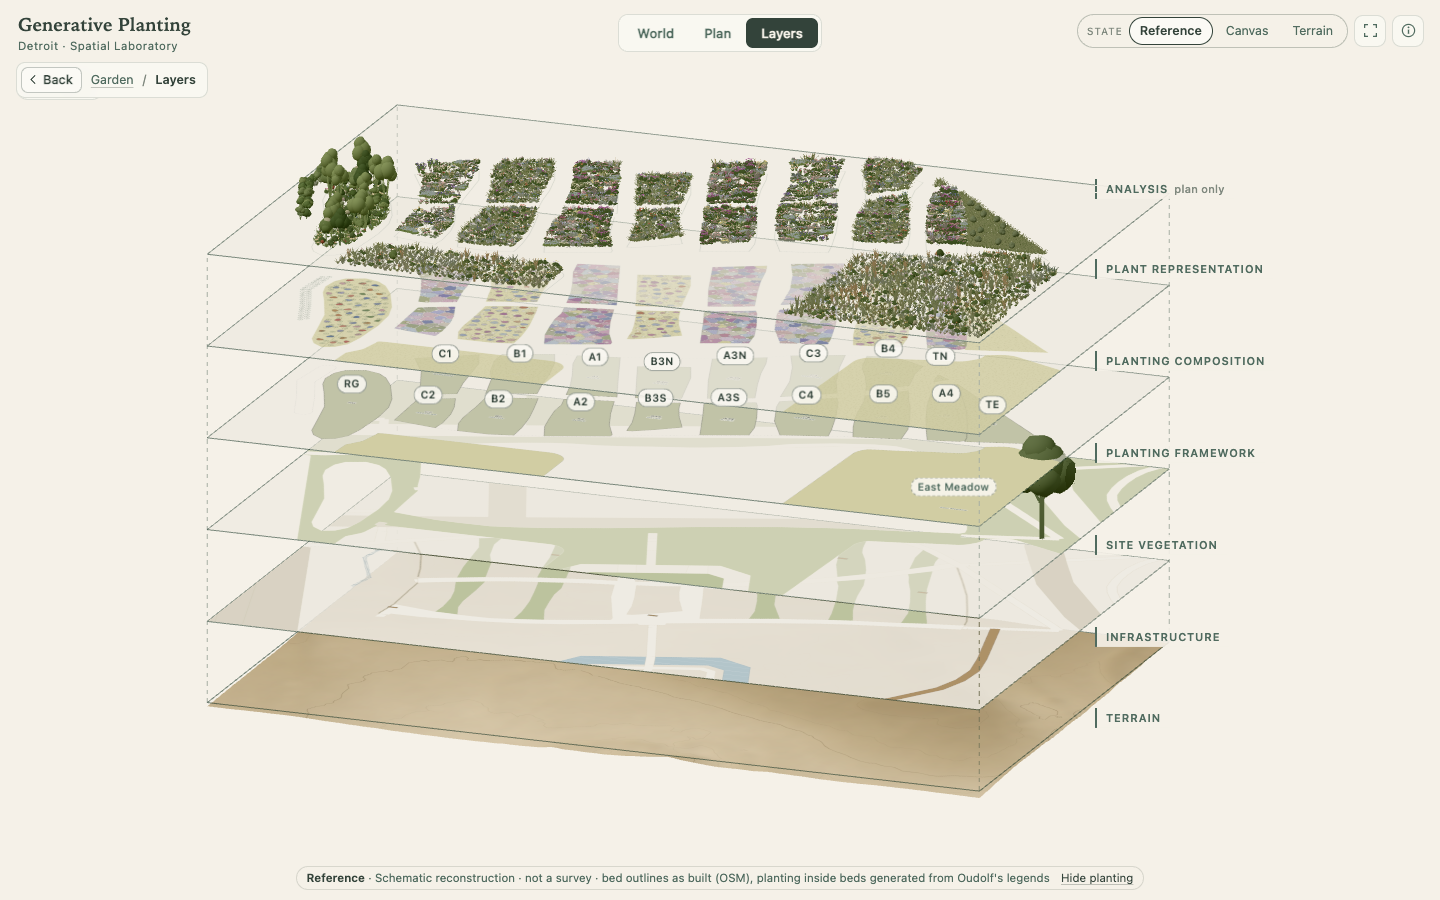 Generative Planting
Detroit · Spatial Laboratory
World Plan Layers
STATE Reference Canvas Terrain
Back Garden / Layers
ANALYSIS plan only
PLANT REPRESENTATION
PLANTING COMPOSITION
C1 B1 A1 B3N A3N C3 B4 TN
RG C2 B2 A2 B3S A3S C4 B5 A4 TE
PLANTING FRAMEWORK
East Meadow
SITE VEGETATION
INFRASTRUCTURE
TERRAIN
Reference · Schematic reconstruction · not a survey · bed outlines as built (OSM), planting inside beds generated from Oudolf's legends Hide planting